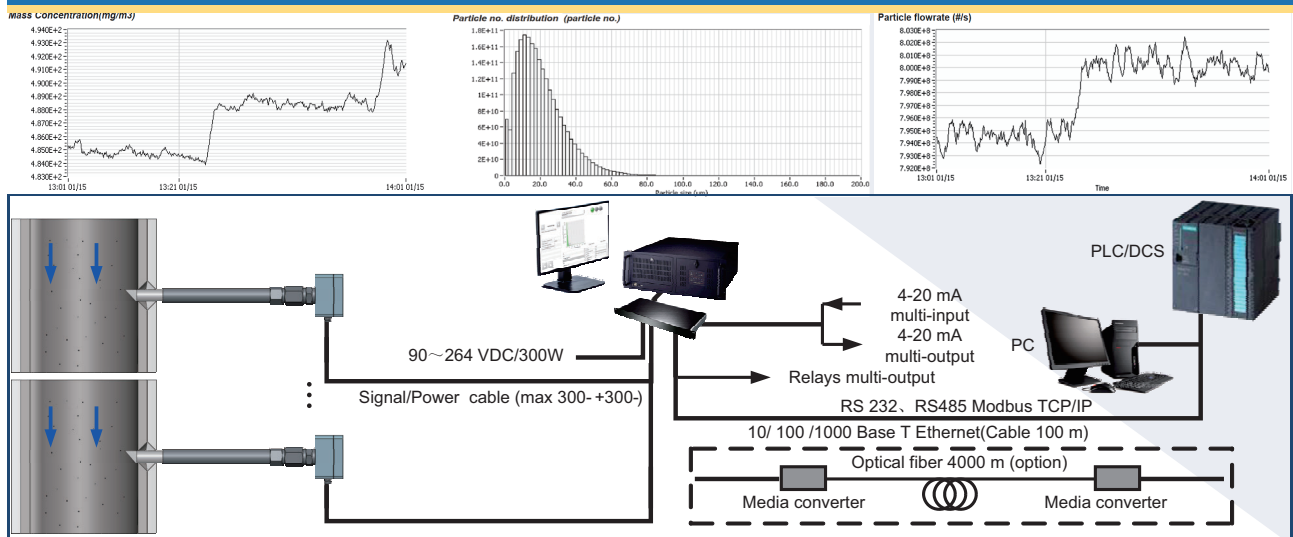 Mass Concentration(mg/m3)
4.940E+2
4.930E+2
4.920E+2
4.910E+2
4.900E+2
4.890E+2
4.880E+2
4.870E+2
4.860E+2
4.850E+2
4.840E+2
4.830E+2
13:01 01/15
13:21 01/15
14:01 01/15
Particle no. distribution (particle no.)
1.8E+11
1.6E+11
1.4E+11
1.2E+11
1E+11
8E+10
6E+10
4E+10
2E+10
0
0.0
20.0
40.0
60.0
80.0
100.0
120.0
140.0
160.0
180.0
200.0
Particle size (um)
Particle flowrate (#/s)
8.030E+8
8.020E+8
8.010E+8
8.000E+8
7.990E+8
7.980E+8
7.970E+8
7.960E+8
7.950E+8
7.940E+8
7.930E+8
7.920E+8
13:01 01/15
13:21 01/15
14:01 01/15
Time
PLC/DCS
4-20 mA
multi-input
4-20 mA
multi-output
PC
90～264 VDC/300W
Relays multi-output
Signal/Power cable (max 300- +300-)
RS 232、RS485 Modbus TCP/IP
10/ 100 /1000 Base T Ethernet(Cable 100 m)
Optical fiber 4000 m (option)
Media converter
Media converter